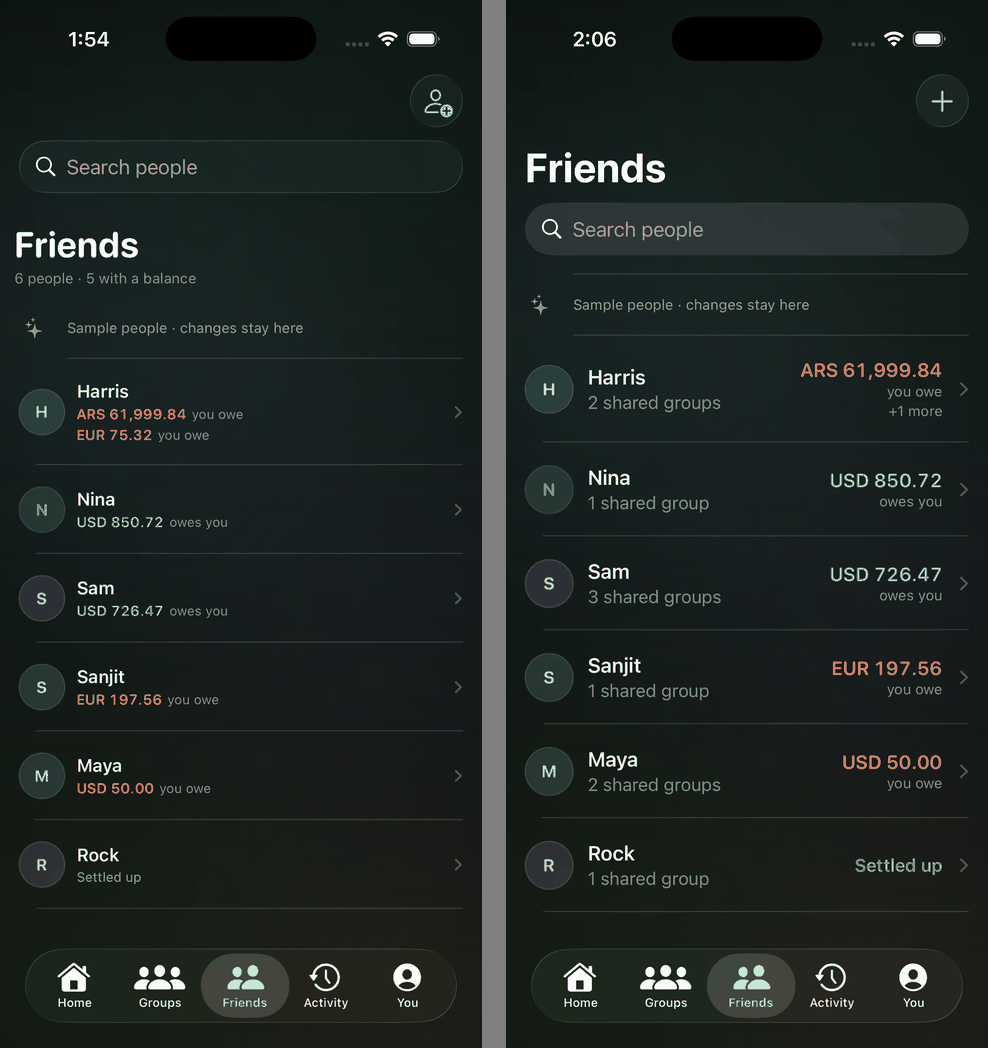 1:54
Search people
Friends
6 people · 5 with a balance
Sample people · changes stay here
H
Harris
ARS 61,999.84 you owe
EUR 75.32 you owe
N
Nina
USD 850.72 owes you
S
Sam
USD 726.47 owes you
S
Sanjit
EUR 197.56 you owe
M
Maya
USD 50.00 you owe
R
Rock
Settled up
Home
Groups
Friends
Activity
You
2:06
Friends
Search people
Sample people · changes stay here
H
Harris
2 shared groups
ARS 61,999.84
you owe
+1 more
N
Nina
1 shared group
USD 850.72
owes you
S
Sam
3 shared groups
USD 726.47
owes you
S
Sanjit
1 shared group
EUR 197.56
you owe
M
Maya
2 shared groups
USD 50.00
you owe
R
Rock
1 shared group
Settled up
Home
Groups
Friends
Activity
You